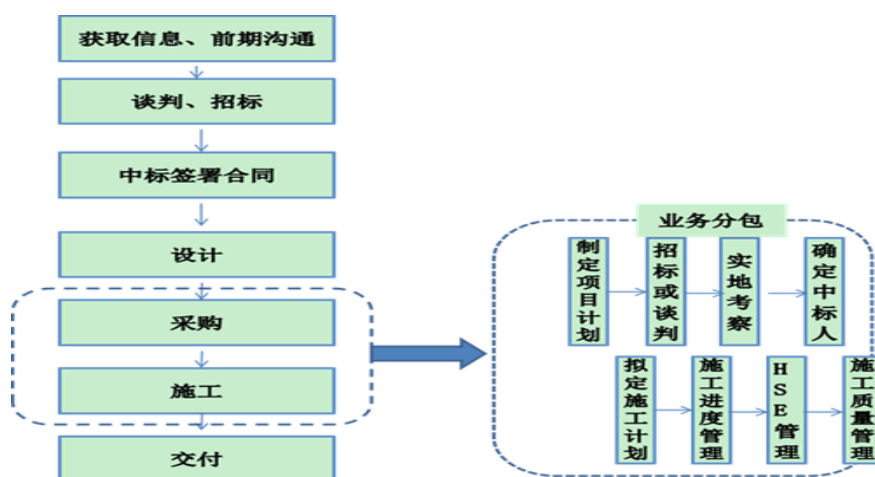 获取信息、前期沟通
谈判、招标
中标签署合同
设计
采购
施工
交付
业务分包
制定项目计划
招标或谈判
实地考察
确定中标人
拟定施工计划
施工进度管理
HSE管理
施工质量管理